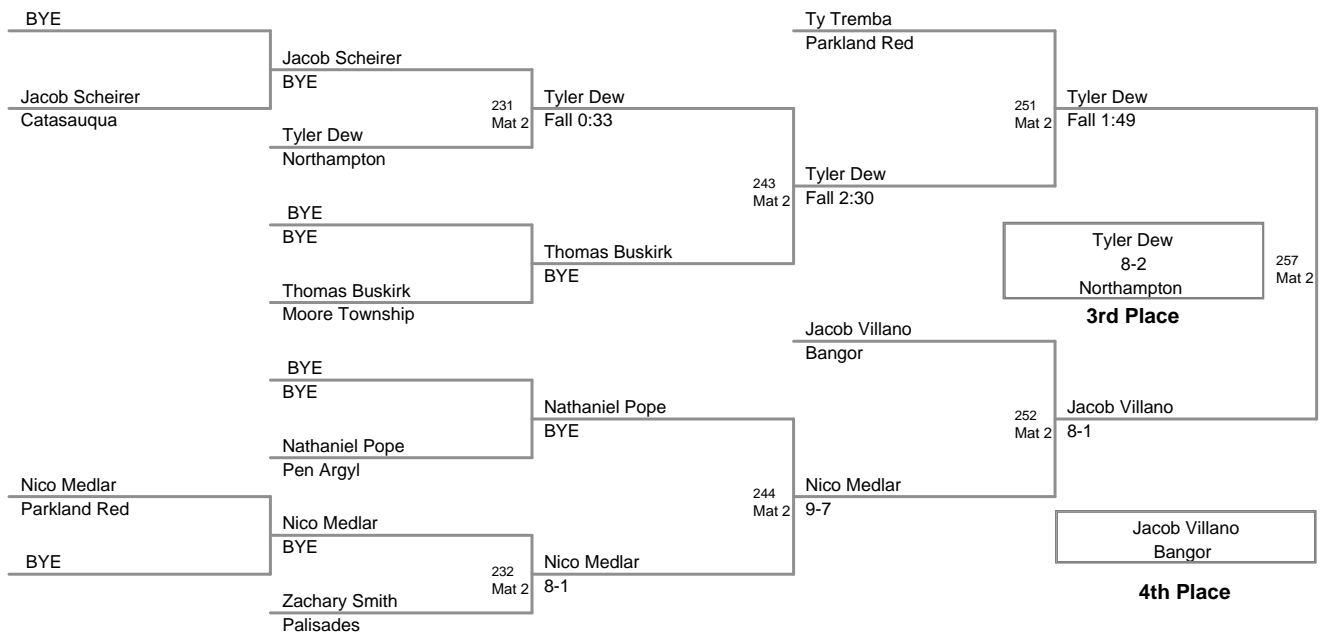 BYE
Jacob Scheirer
Catasauqua
Jacob Scheirer
BYE
Tyler Dew
Northampton
231
Mat 2
Tyler Dew
Fall 0:33
BYE
BYE
Thomas Buskirk
Moore Township
Thomas Buskirk
BYE
243
Mat 2
Tyler Dew
Fall 2:30
Ty Tremba
Parkland Red
251
Mat 2
Tyler Dew
Fall 1:49
Tyler Dew
8-2
Northampton
3rd Place
257
Mat 2
BYE
BYE
Nathaniel Pope
Pen Argyl
Nathaniel Pope
BYE
Nico Medlar
Parkland Red
BYE
Nico Medlar
BYE
Zachary Smith
Palisades
232
Mat 2
Nico Medlar
8-1
244
Mat 2
Nico Medlar
9-7
Jacob Villano
Bangor
252
Mat 2
Jacob Villano
8-1
Jacob Villano
Bangor
4th Place